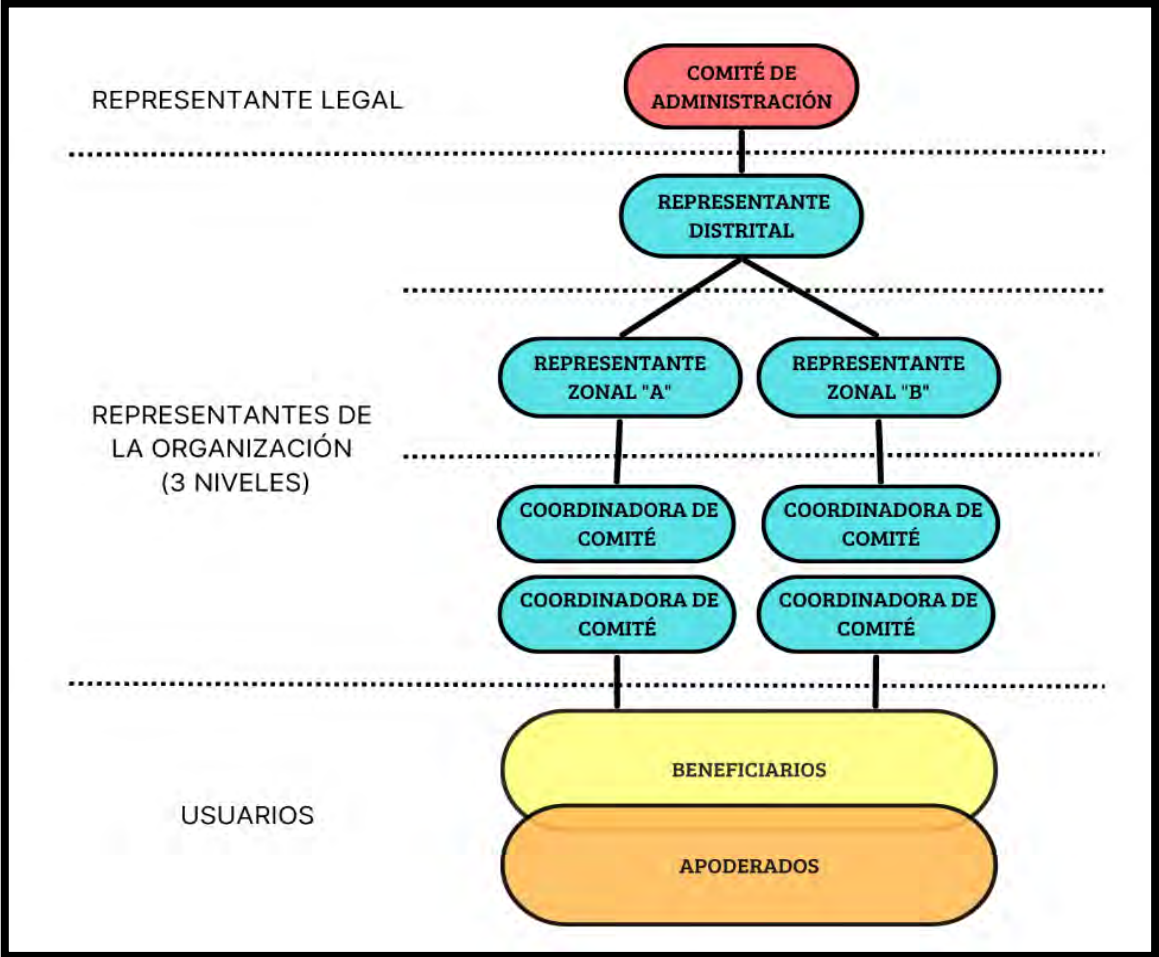 REPRESENTANTE LEGAL
COMITÉ DE
ADMINISTRACIÓN
REPRESENTANTE
DISTRITAL
REPRESENTANTES DE
LA ORGANIZACIÓN
(3 NIVELES)
REPRESENTANTE
ZONAL "A"
REPRESENTANTE
ZONAL "B"
COORDINADORA DE
COMITÉ
COORDINADORA DE
COMITÉ
COORDINADORA DE
COMITÉ
COORDINADORA DE
COMITÉ
USUARIOS
BENEFICIARIOS
APODERADOS